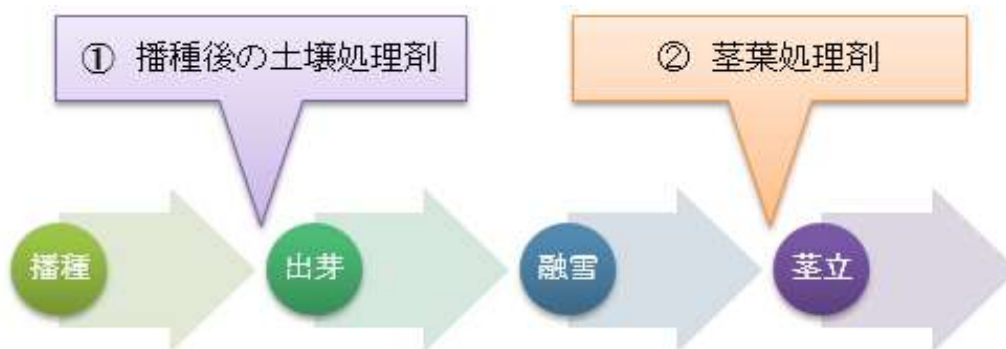 ① 播種後の土壌処理剤
② 茎葉処理剤
播種
出芽
融雪
茎立